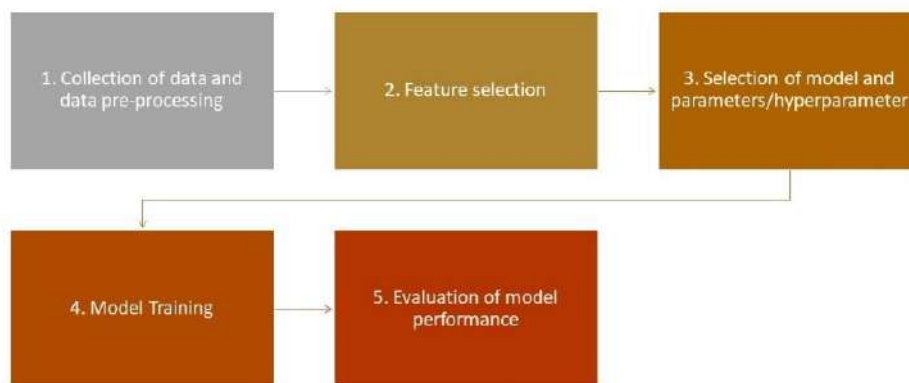 1. Collection of data and
data pre-processing
2. Feature selection
3. Selection of model and
parameters/hyperparameter
4. Model Training
5. Evaluation of model
performance